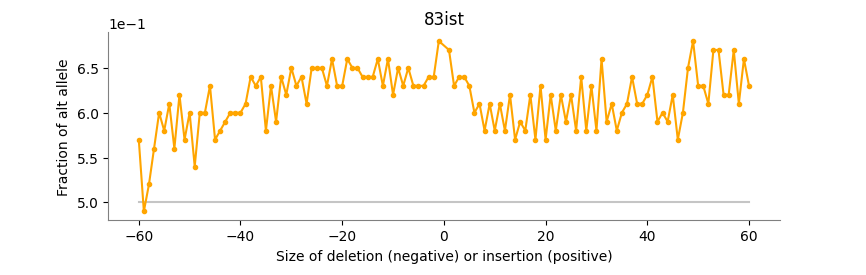 83ist
1e−1
Fraction of alt allele
6.5
6.0
5.5
5.0
−60 −40 −20 0 20 40 60
Size of deletion (negative) or insertion (positive)